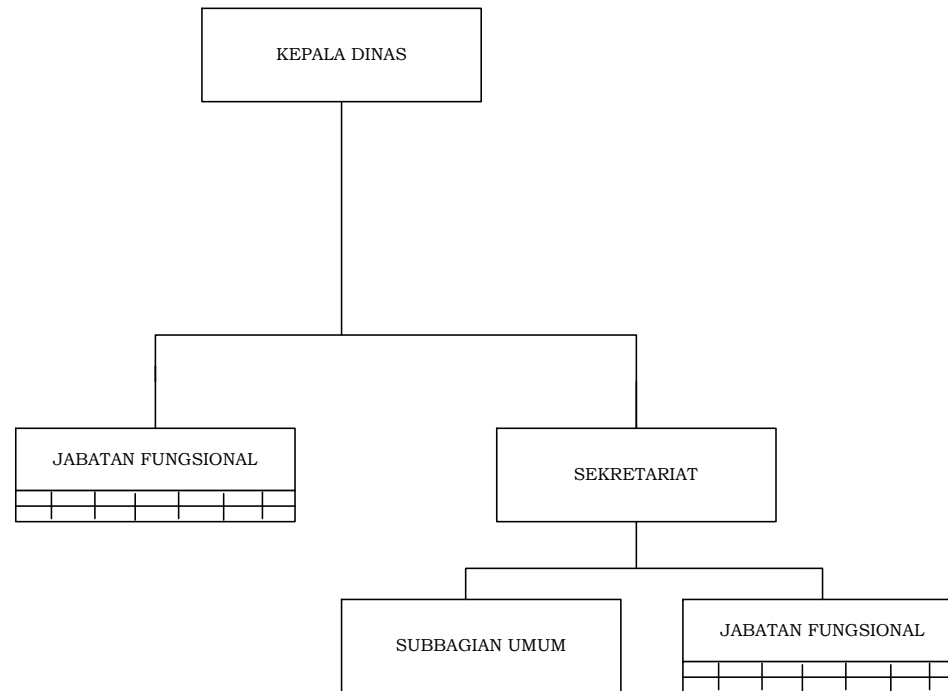 KEPALA DINAS
JABATAN FUNGSIONAL
SEKRETARIAT
SUBBAGIAN UMUM
JABATAN FUNGSIONAL